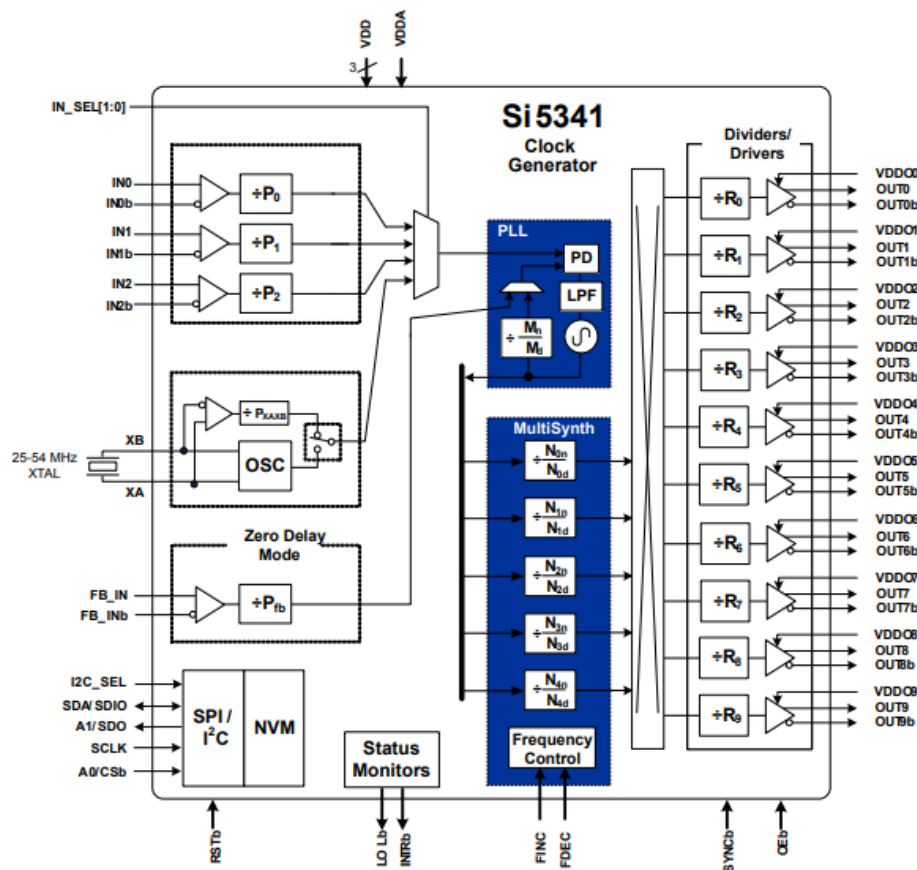 VDD
VDDA
3
IN_SEL[1:0]
Si5341
Clock
Generator
Dividers/
Drivers
IN0
IN0b
÷P0
IN1
IN1b
÷P1
IN2
IN2b
÷P2
PLL
PD
LPF
÷ Mn
Md
XB
25-54 MHz
XTAL
XA
÷ PXAXB
OSC
MultiSynth
÷ N0n
N0d
÷ N1n
N1d
÷ N2n
N2d
÷ N3n
N3d
÷ N4n
N4d
Frequency
Control
Zero Delay
Mode
FB_IN
FB_INb
÷Pfb
I2C_SEL
SDA/SDIO
A1/SDO
SCLK
A0/CSb
SPI /
I2C
NVM
Status
Monitors
RSTb
LOLb
INTRb
FINC
FDEC
SYNCb
OEb
÷R0
VDDO0
OUT0
OUT0b
÷R1
VDDO1
OUT1
OUT1b
÷R2
VDDO2
OUT2
OUT2b
÷R3
VDDO3
OUT3
OUT3b
÷R4
VDDO4
OUT4
OUT4b
÷R5
VDDO5
OUT5
OUT5b
÷R6
VDDO6
OUT6
OUT6b
÷R7
VDDO7
OUT7
OUT7b
÷R8
VDDO8
OUT8
OUT8b
÷R9
VDDO9
OUT9
OUT9b